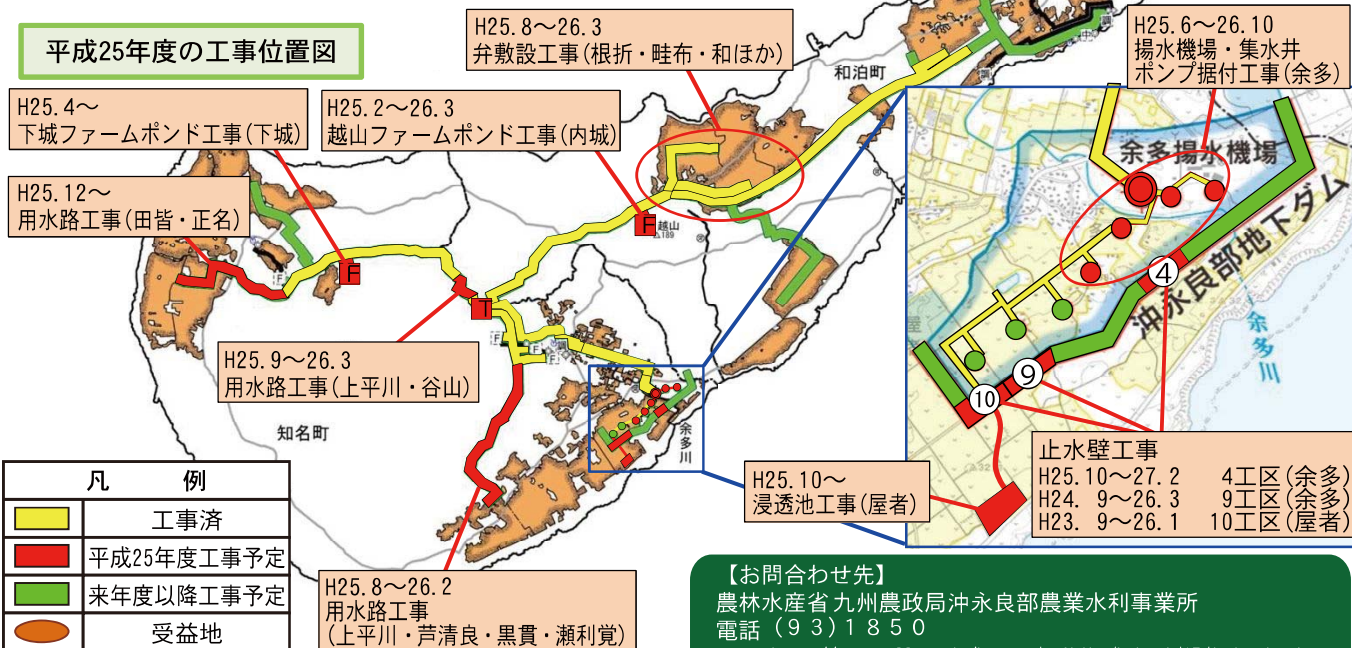 平成25年度の工事位置図
H25.8～26.3
弁敷設工事(根折・畦布・和ほか)
H25.6～26.10
揚水機場・集水井
ポンプ据付工事(余多)
和泊町
H25.4～
下城ファームポンド工事(下城)
H25.2～26.3
越山ファームポンド工事(内城)
H25.12～
用水路工事(田皆・正名)
F
越山
△189
F
T
F
F
F
F
余多揚水機場
沖永良部地下ダム
余多川
④
⑨
⑩
H25.9～26.3
用水路工事(上平川・谷山)
知名町
余多川
H25.10～
浸透池工事(屋者)
止水壁工事
H25.10～27.2 4工区(余多)
H24. 9～26.3 9工区(余多)
H23. 9～26.1 10工区(屋者)
凡 例
工事済
平成25年度工事予定
来年度以降工事予定
受益地
H25.8～26.2
用水路工事
(上平川・芦清良・黒貫・瀬利覚)
【お問合わせ先】
農林水産省九州農政局沖永良部農業水利事業所
電話（93）1850